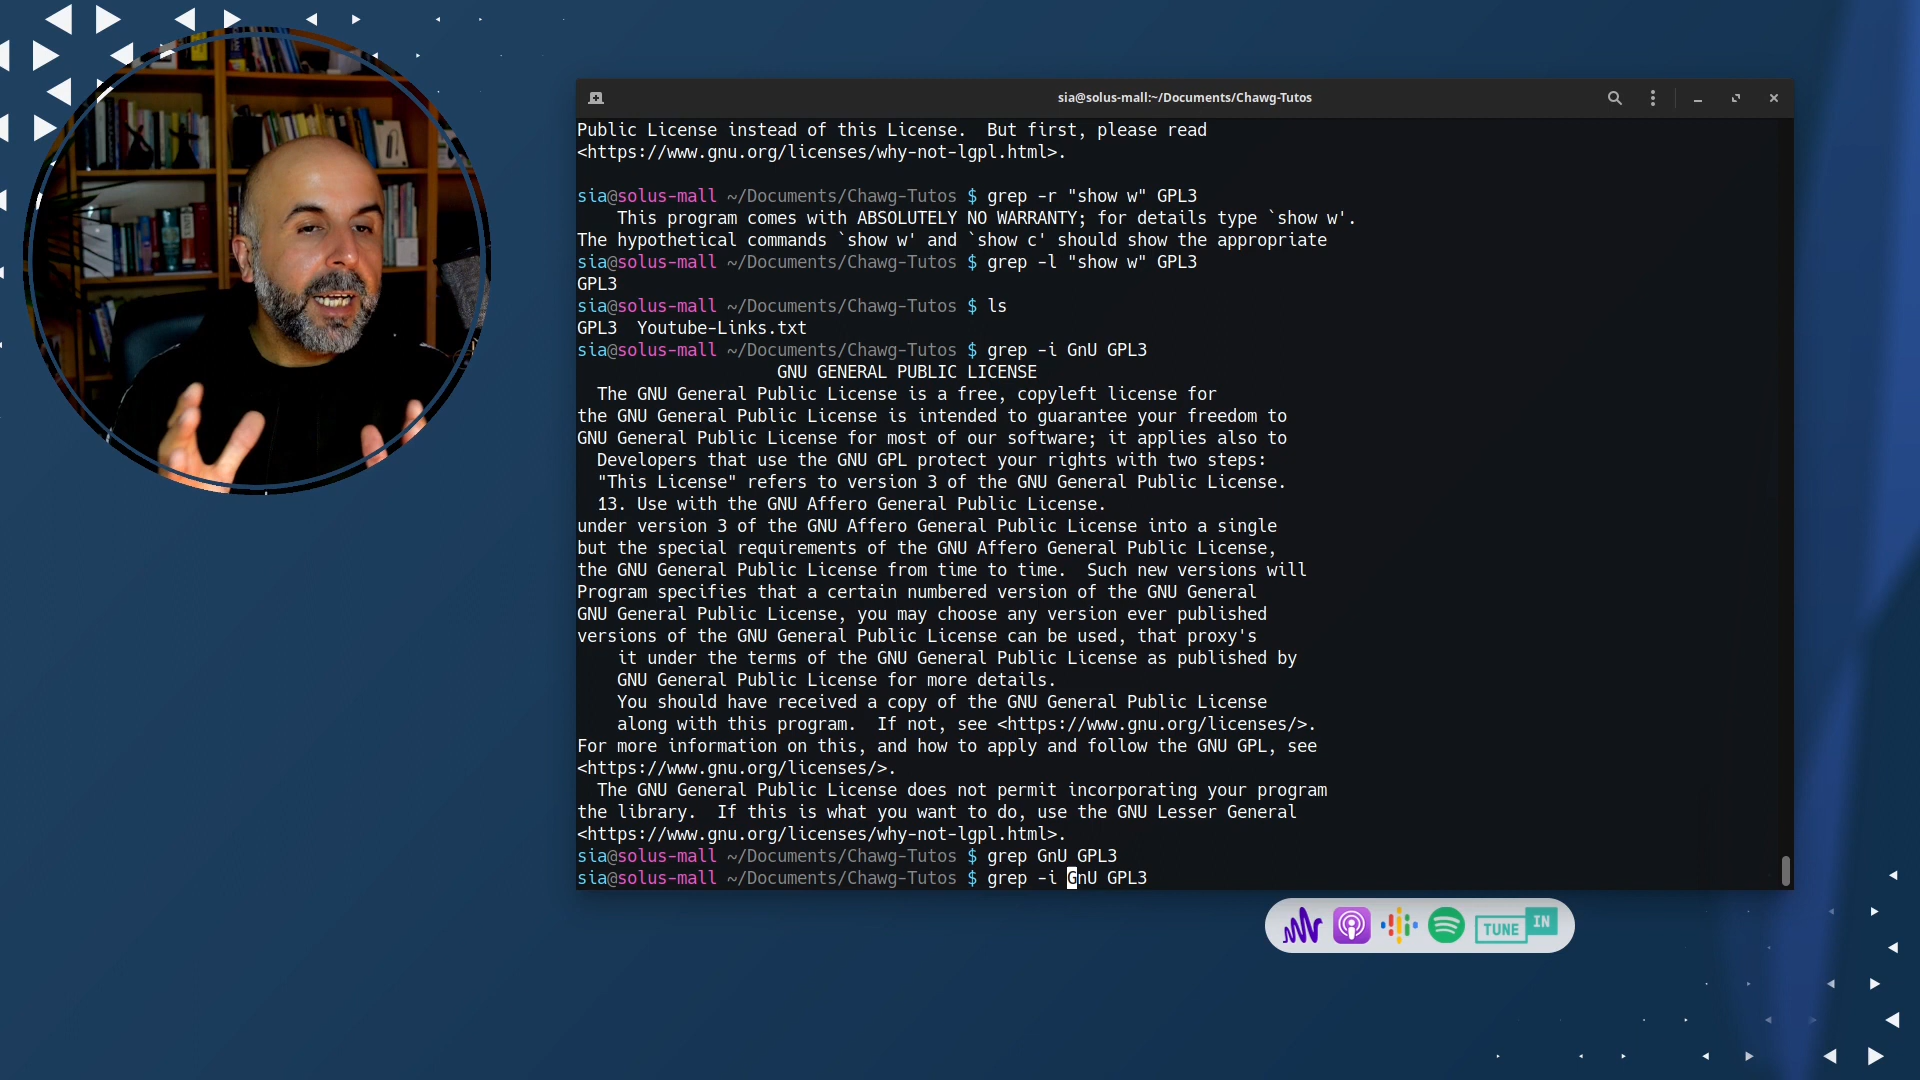 sia@solus-mall:~/Documents/Chawg-Tutos
Public License instead of this License.  But first, please read
<https://www.gnu.org/licenses/why-not-lgpl.html>.
sia@solus-mall ~/Documents/Chawg-Tutos $ grep -r "show w" GPL3
    This program comes with ABSOLUTELY NO WARRANTY; for details type `show w'.
The hypothetical commands `show w' and `show c' should show the appropriate
sia@solus-mall ~/Documents/Chawg-Tutos $ grep -l "show w" GPL3
GPL3
sia@solus-mall ~/Documents/Chawg-Tutos $ ls
GPL3  Youtube-Links.txt
sia@solus-mall ~/Documents/Chawg-Tutos $ grep -i GnU GPL3
                    GNU GENERAL PUBLIC LICENSE
  The GNU General Public License is a free, copyleft license for
the GNU General Public License is intended to guarantee your freedom to
GNU General Public License for most of our software; it applies also to
  Developers that use the GNU GPL protect your rights with two steps:
  "This License" refers to version 3 of the GNU General Public License.
  13. Use with the GNU Affero General Public License.
under version 3 of the GNU Affero General Public License into a single
but the special requirements of the GNU Affero General Public License,
the GNU General Public License from time to time.  Such new versions will
Program specifies that a certain numbered version of the GNU General
GNU General Public License, you may choose any version ever published
versions of the GNU General Public License can be used, that proxy's
    it under the terms of the GNU General Public License as published by
    GNU General Public License for more details.
    You should have received a copy of the GNU General Public License
    along with this program.  If not, see <https://www.gnu.org/licenses/>.
For more information on this, and how to apply and follow the GNU GPL, see
<https://www.gnu.org/licenses/>.
  The GNU General Public License does not permit incorporating your program
the library.  If this is what you want to do, use the GNU Lesser General
<https://www.gnu.org/licenses/why-not-lgpl.html>.
sia@solus-mall ~/Documents/Chawg-Tutos $ grep GnU GPL3
sia@solus-mall ~/Documents/Chawg-Tutos $ grep -i GnU GPL3
TUNE IN